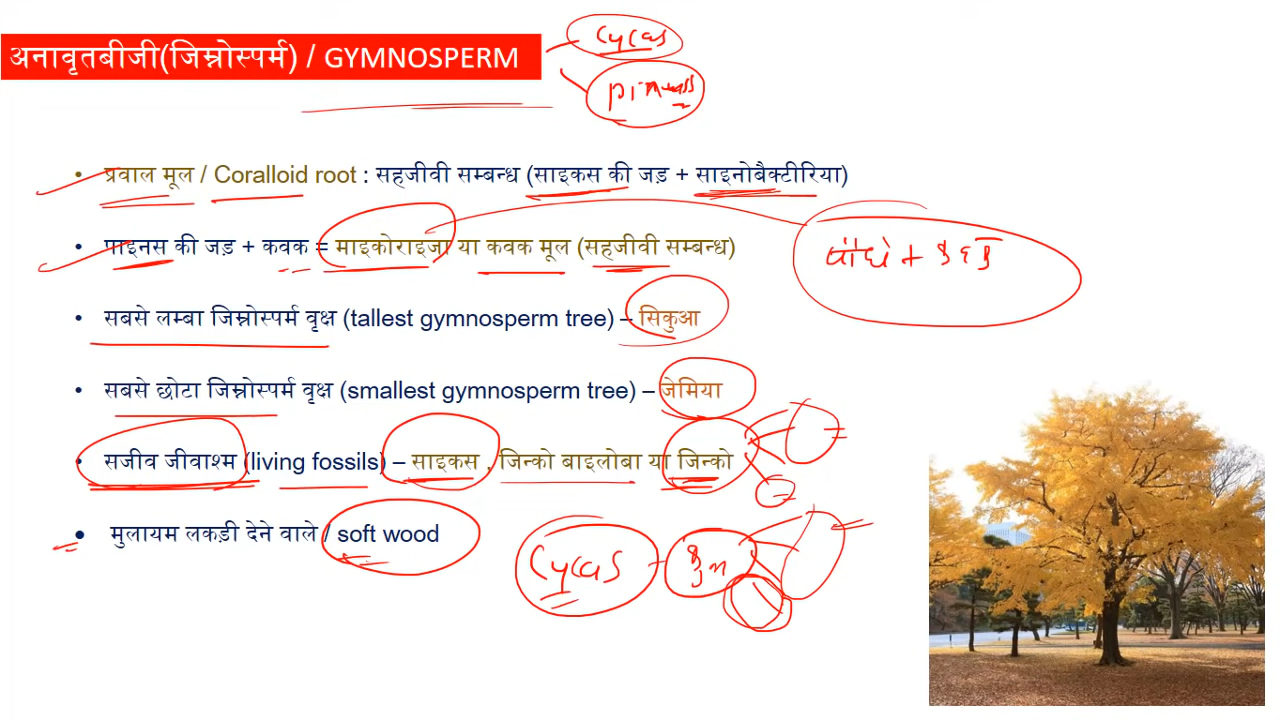 अनावृतबीजी(जिम्नोस्पर्म) / GYMNOSPERM
Cycas
• प्रवाल मूल / Coralloid root : सहजीवी सम्बन्ध (साइकस की जड़ + साइनोबैक्टीरिया)
• पाइनस की जड़ + कवक = माइकोराइजा या कवक मूल (सहजीवी सम्बन्ध)
• सबसे लम्बा जिम्नोस्पर्म वृक्ष (tallest gymnosperm tree) – सिकुआ
• सबसे छोटा जिम्नोस्पर्म वृक्ष (smallest gymnosperm tree) – जेमिया
• सजीव जीवाश्म (living fossils) – साइकस , जिन्को बाइलोबा या जिन्को
• मुलायम लकड़ी देने वाले / soft wood
Cycas